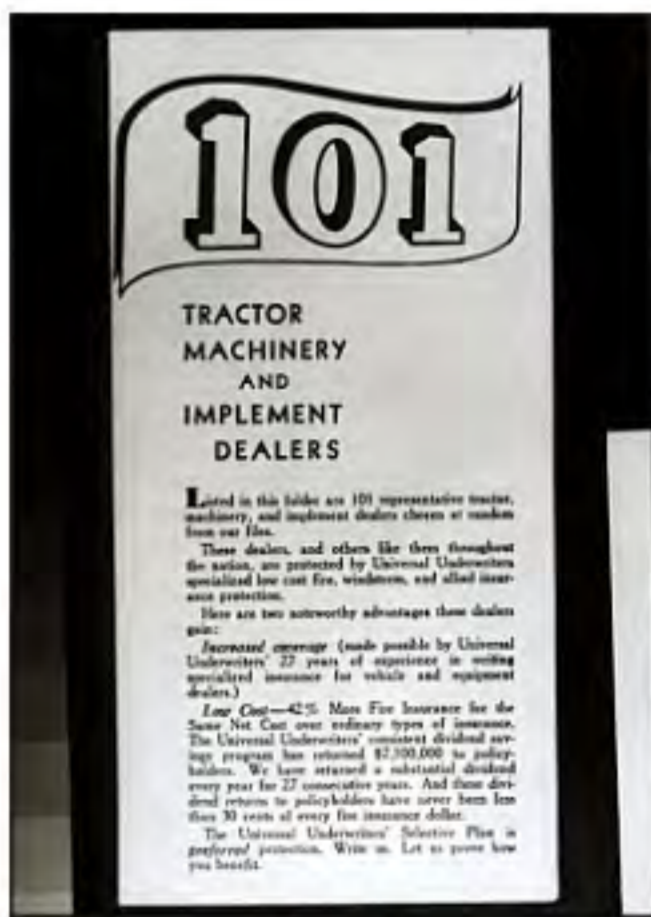 101
TRACTOR
MACHINERY
AND
IMPLEMENT
DEALERS
Listed in this folder are 101 representative tractor,
machinery, and implement dealers chosen at random
from our files.
These dealers, and others like them throughout
the nation, are protected by Universal Underwriters
specialized low cost fire, windstorm, and allied insur-
ance protection.
Here are two noteworthy advantages these dealers
gain:
Increased coverage (made possible by Universal
Underwriters' 27 years of experience in writing
specialized insurance for vehicle and equipment
dealers.)
Low Cost—42% More Fire Insurance for the
Same Net Cost over ordinary types of insurance.
The Universal Underwriters' consistent dividend sav-
ings program has returned $7,100,000 to policy-
holders. We have returned a substantial dividend
every year for 27 consecutive years. And these divi-
dend returns to policyholders have never been less
than 30 cents of every fire insurance dollar.
The Universal Underwriters' Selective Plan is
preferred protection. Write us. Let us prove how
you benefit.